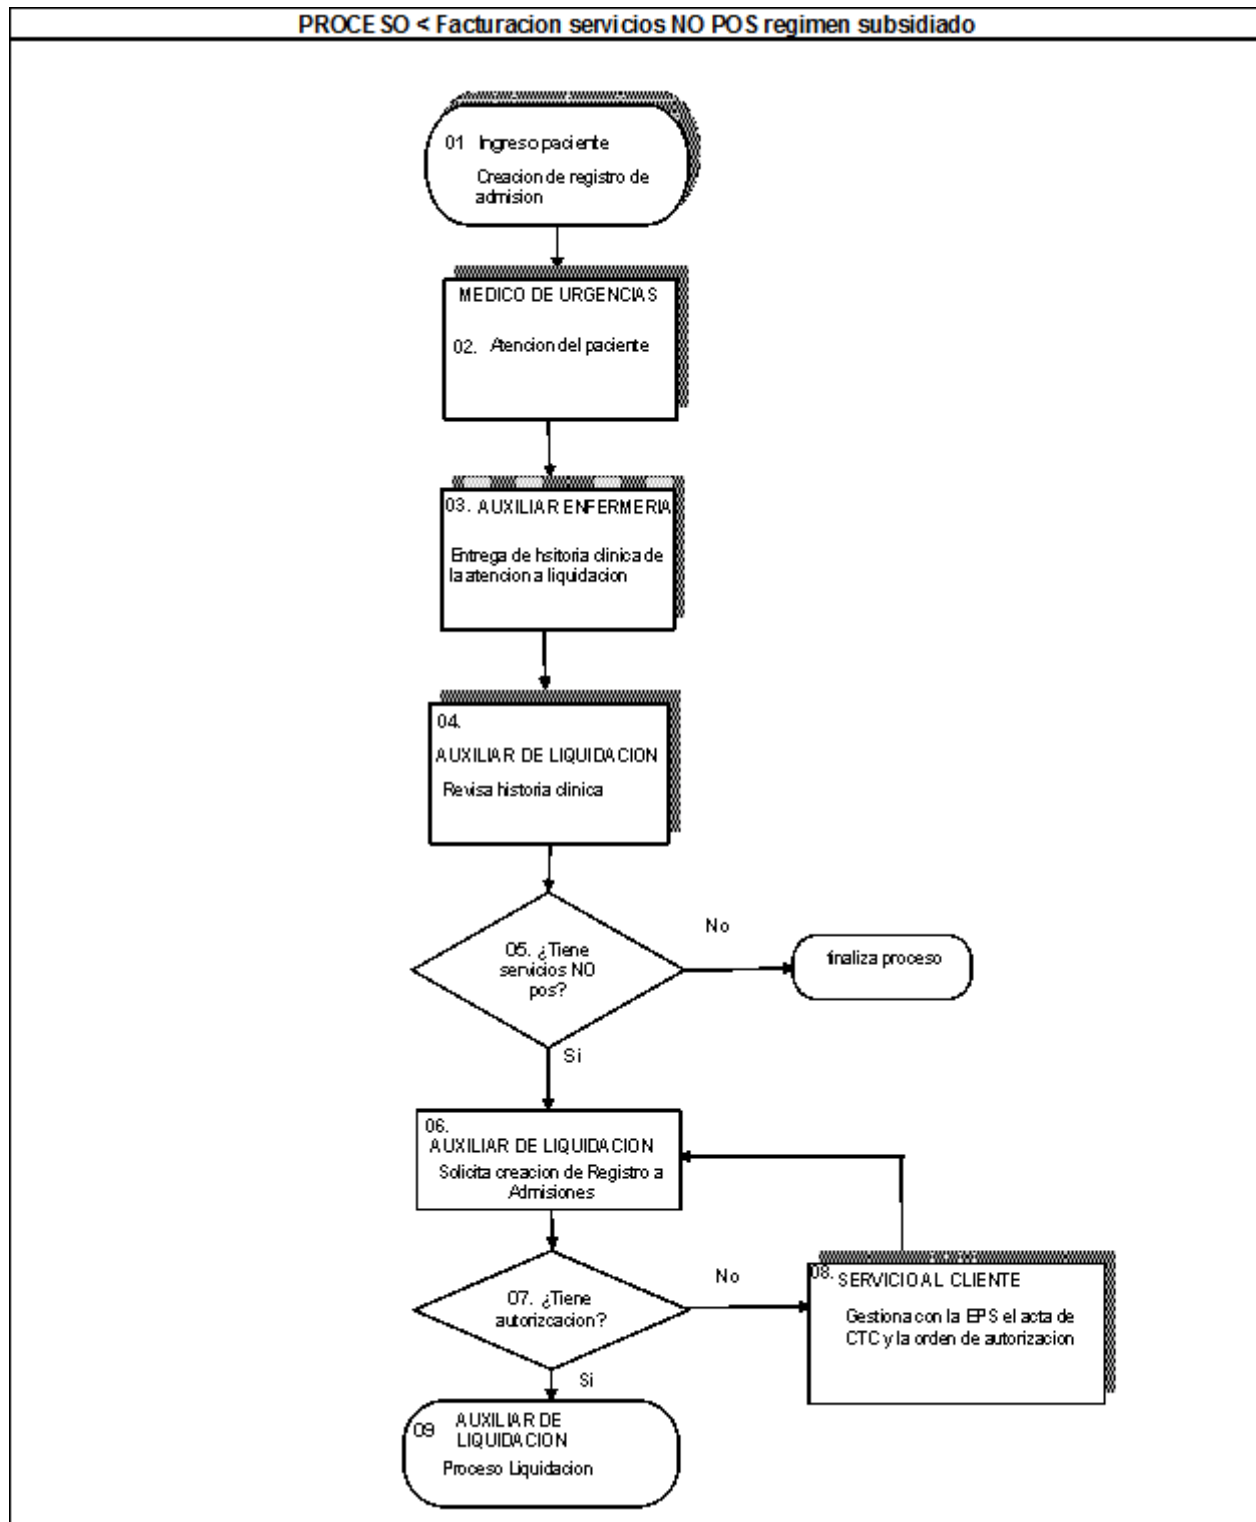 PROCESO < Facturacion servicios NO POS regimen subsidiado
01 Ingreso paciente
Creacion de registro de
admision
MEDICO DE URGENCIAS
02. Atencion del paciente
03. AUXILIAR ENFERMERIA
Entrega de hsitoria clinica de
la atencion a liquidacion
04.
AUXILIAR DE LIQUIDACION
Revisa historia clinica
05. ¿Tiene
servicios NO
pos?
No
finaliza proceso
Si
06.
AUXILIAR DE LIQUIDACION
Solicita creacion de Registro a
Admisiones
07. ¿Tiene
autorizcacion?
No
08. SERVICIO AL CLIENTE
Gestiona con la EPS el acta de
CTC y la orden de autorizacion
Si
09 AUXILIAR DE
LIQUIDACION
Proceso Liquidacion